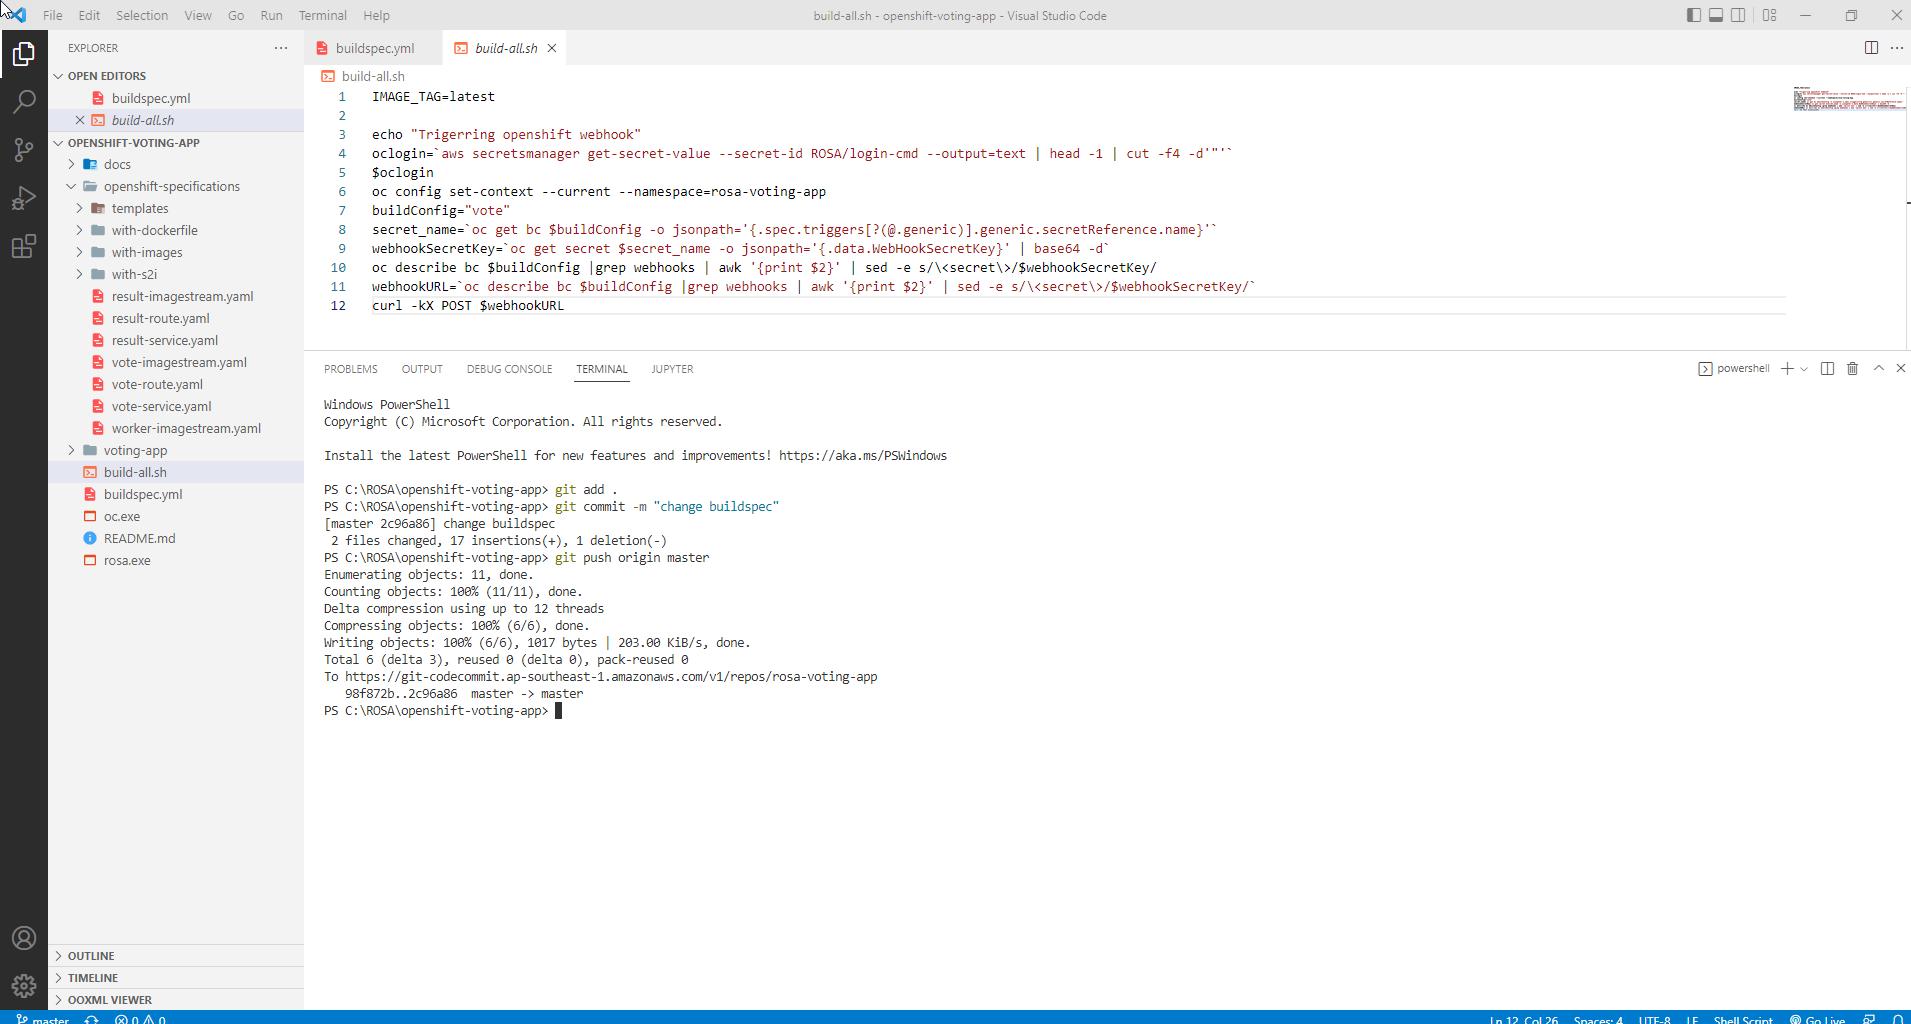 File Edit Selection View Go Run Terminal Help
build-all.sh - openshift-voting-app - Visual Studio Code
EXPLORER
OPEN EDITORS
buildspec.yml
build-all.sh
OPENSHIFT-VOTING-APP
docs
openshift-specifications
templates
with-dockerfile
with-images
with-s2i
result-imagestream.yaml
result-route.yaml
result-service.yaml
vote-imagestream.yaml
vote-route.yaml
vote-service.yaml
worker-imagestream.yaml
voting-app
build-all.sh
buildspec.yml
oc.exe
README.md
rosa.exe
OUTLINE
TIMELINE
OOXML VIEWER
buildspec.yml build-all.sh
build-all.sh
1 IMAGE_TAG=latest
2
3 echo "Trigerring openshift webhook"
4 oclogin=`aws secretsmanager get-secret-value --secret-id ROSA/login-cmd --output=text | head -1 | cut -f4 -d'"'`
5 $oclogin
6 oc config set-context --current --namespace=rosa-voting-app
7 buildConfig="vote"
8 secret_name=`oc get bc $buildConfig -o jsonpath='{.spec.triggers[?(@.generic)].generic.secretReference.name}'`
9 webhookSecretKey=`oc get secret $secret_name -o jsonpath='{.data.WebHookSecretKey}' | base64 -d`
10 oc describe bc $buildConfig |grep webhooks | awk '{print $2}' | sed -e s/\<secret\>/$webhookSecretKey/
11 webhookURL=`oc describe bc $buildConfig |grep webhooks | awk '{print $2}' | sed -e s/\<secret\>/$webhookSecretKey/`
12 curl -kX POST $webhookURL
PROBLEMS OUTPUT DEBUG CONSOLE TERMINAL JUPYTER
powershell
Windows PowerShell
Copyright (C) Microsoft Corporation. All rights reserved.
Install the latest PowerShell for new features and improvements! https://aka.ms/PSWindows
PS C:\ROSA\openshift-voting-app> git add .
PS C:\ROSA\openshift-voting-app> git commit -m "change buildspec"
[master 2c96a86] change buildspec
2 files changed, 17 insertions(+), 1 deletion(-)
PS C:\ROSA\openshift-voting-app> git push origin master
Enumerating objects: 11, done.
Counting objects: 100% (11/11), done.
Delta compression using up to 12 threads
Compressing objects: 100% (6/6), done.
Writing objects: 100% (6/6), 1017 bytes | 203.00 KiB/s, done.
Total 6 (delta 3), reused 0 (delta 0), pack-reused 0
To https://git-codecommit.ap-southeast-1.amazonaws.com/v1/repos/rosa-voting-app
98f872b..2c96a86 master -> master
PS C:\ROSA\openshift-voting-app>
master 0 0 Ln 12, Col 26 Spaces: 4 UTF-8 LF Shell Script Go Live